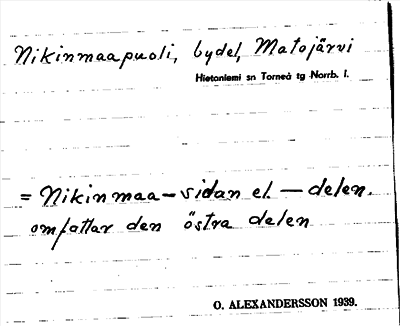 Nikinmaapuoli, bydel, Matojärvi
Hietaniemi sn Torneå tg Norrb. l.
= Nikinmaa-sidan el. - delen.
omfattar den östra delen
O. ALEXANDERSSON 1939.